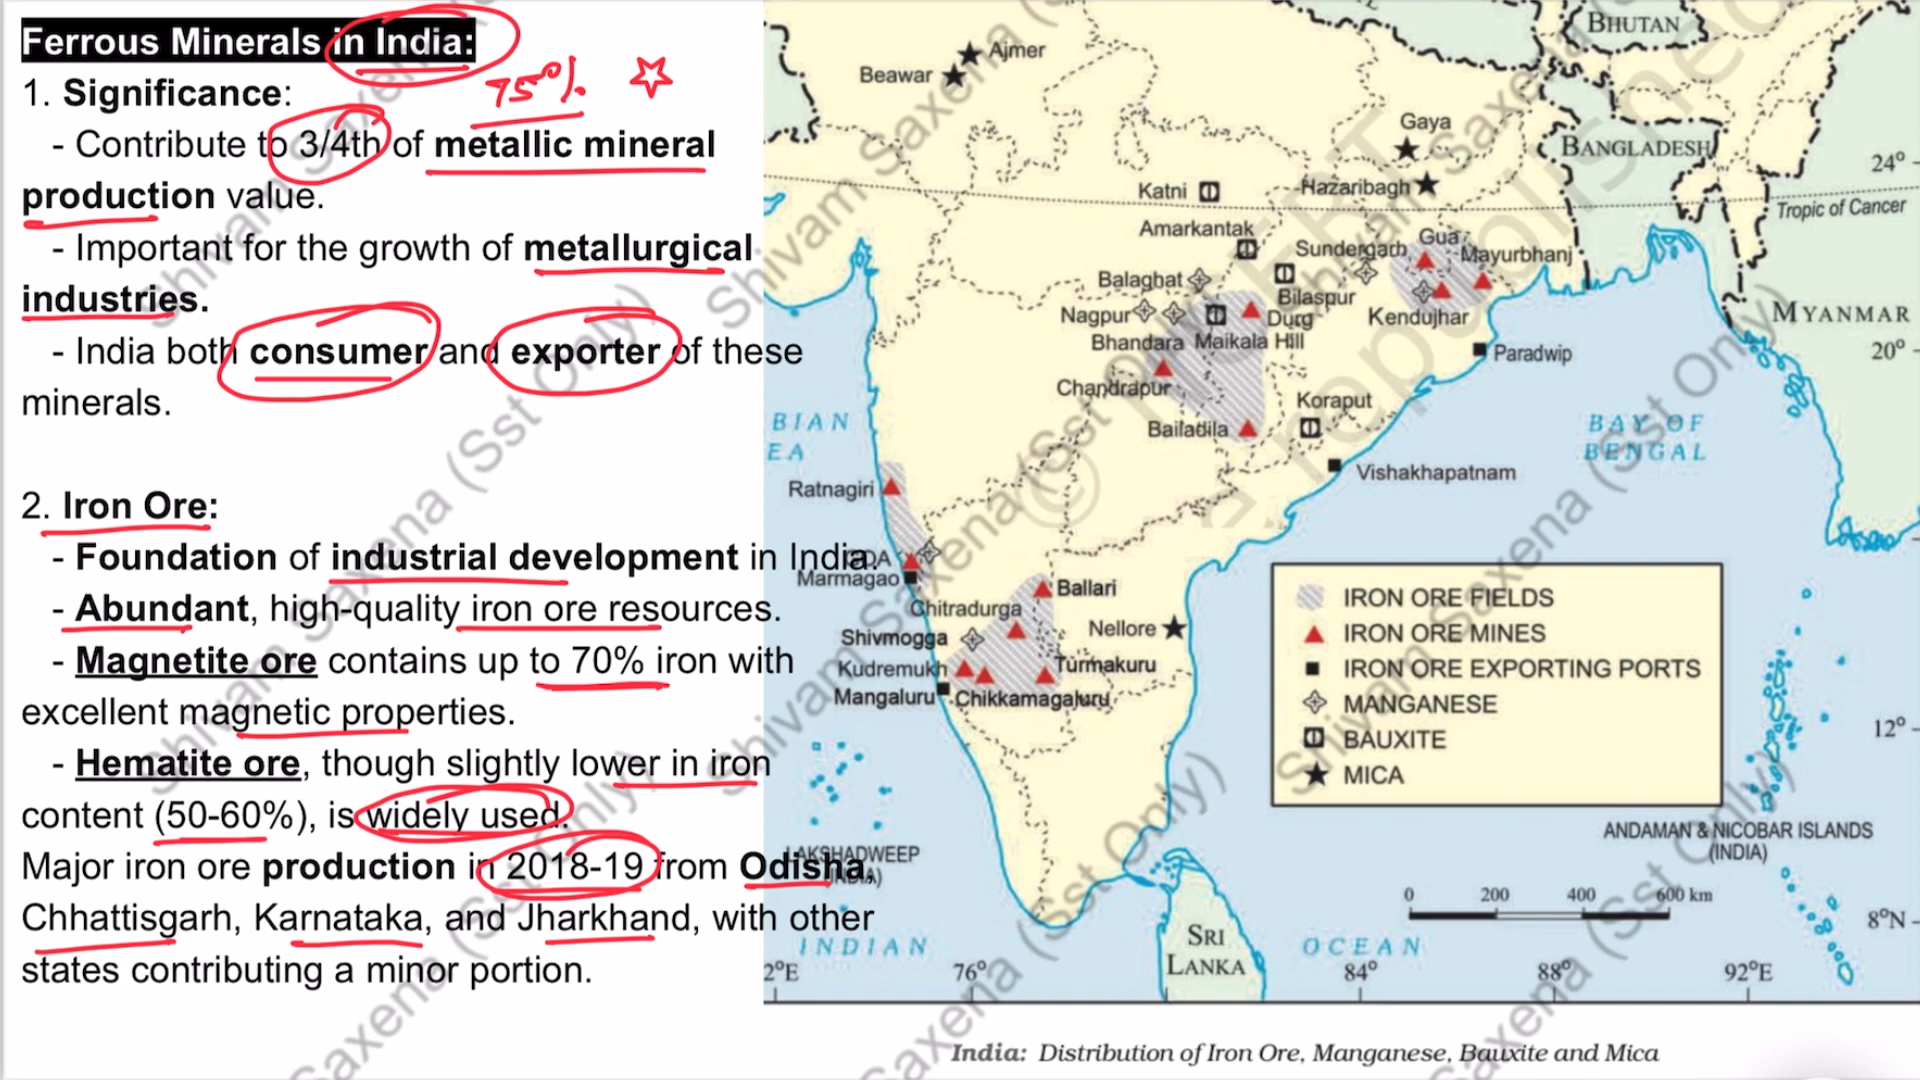 Ferrous Minerals in India:
75%
1. Significance:
- Contribute to 3/4th of metallic mineral
production value.
- Important for the growth of metallurgical
industries.
- India both consumer and exporter of these
minerals.
2. Iron Ore:
- Foundation of industrial development in India.
- Abundant, high-quality iron ore resources.
- Magnetite ore contains up to 70% iron with
excellent magnetic properties.
- Hematite ore, though slightly lower in iron
content (50-60%), is widely used.
Major iron ore production in 2018-19 from Odisha,
Chhattisgarh, Karnataka, and Jharkhand, with other
states contributing a minor portion.
BHUTAN
Ajmer
Beawar
Gaya
BANGLADESH
24°
Katni
Hazaribagh
Tropic of Cancer
Amarkantak
Gua
Sundergarh
Mayurbhanj
Balaghat
Bilaspur
Nagpur
Durg
Kendujhar
MYANMAR
Bhandara
Maikala Hill
20°
Paradwip
Chandrapur
Koraput
BIAN
EA
BAY OF
BENGAL
Bailadila
Vishakhapatnam
Ratnagiri
Marmagao
Ballari
Chitradurga
Nellore
Shivmogga
Kudremukh
Turmakuru
Mangaluru
Chikkamagaluru
IRON ORE FIELDS
IRON ORE MINES
IRON ORE EXPORTING PORTS
MANGANESE
BAUXITE
MICA
12°
ANDAMAN & NICOBAR ISLANDS
(INDIA)
LAKSHADWEEP
0 200 400 600 km
8°N
SRI
LANKA
INDIAN OCEAN
2°E 76° 84° 88° 92°E
India: Distribution of Iron Ore, Manganese, Bauxite and Mica
Shivam Saxena (Sst Only)